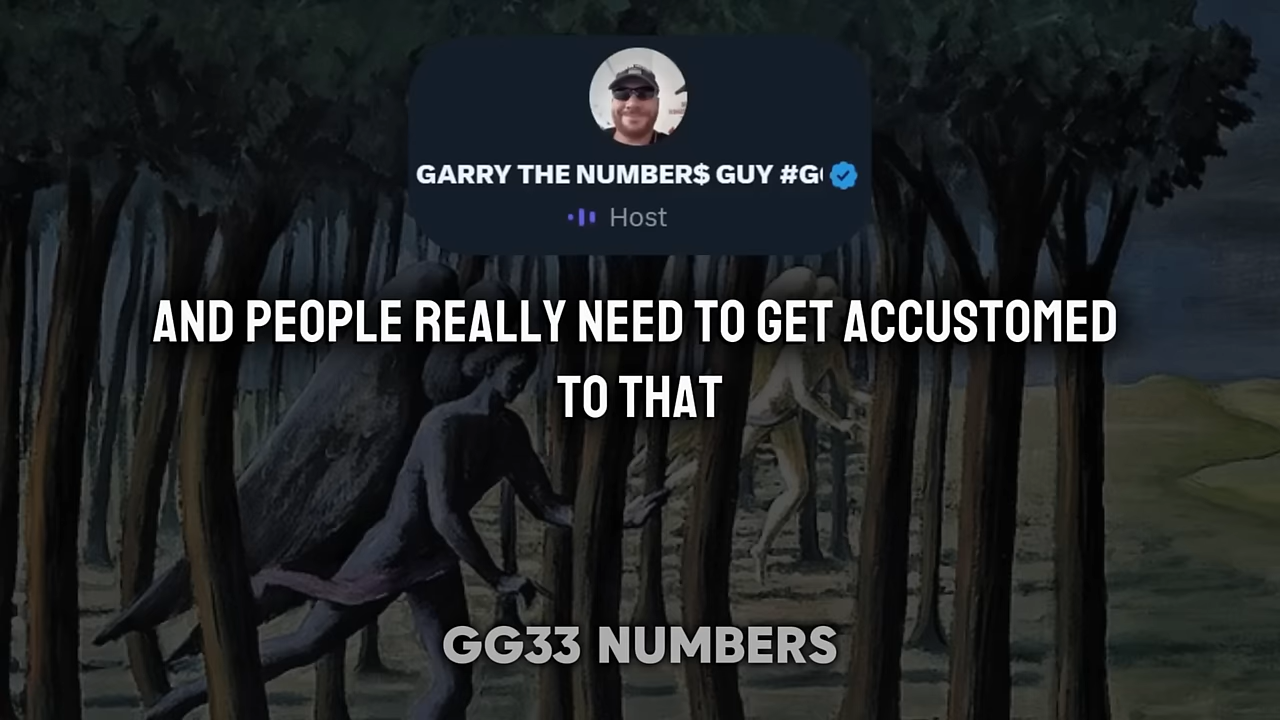 GARRY THE NUMBER$ GUY #G
Host
AND PEOPLE REALLY NEED TO GET ACCUSTOMED
TO THAT
GG33 NUMBERS